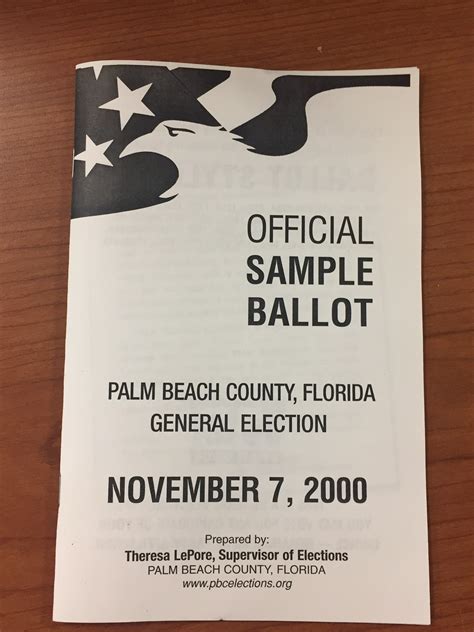 OFFICIAL
SAMPLE
BALLOT
PALM BEACH COUNTY, FLORIDA
GENERAL ELECTION
NOVEMBER 7, 2000
Prepared by:
Theresa LePore, Supervisor of Elections
PALM BEACH COUNTY, FLORIDA
www.pbcelections.org